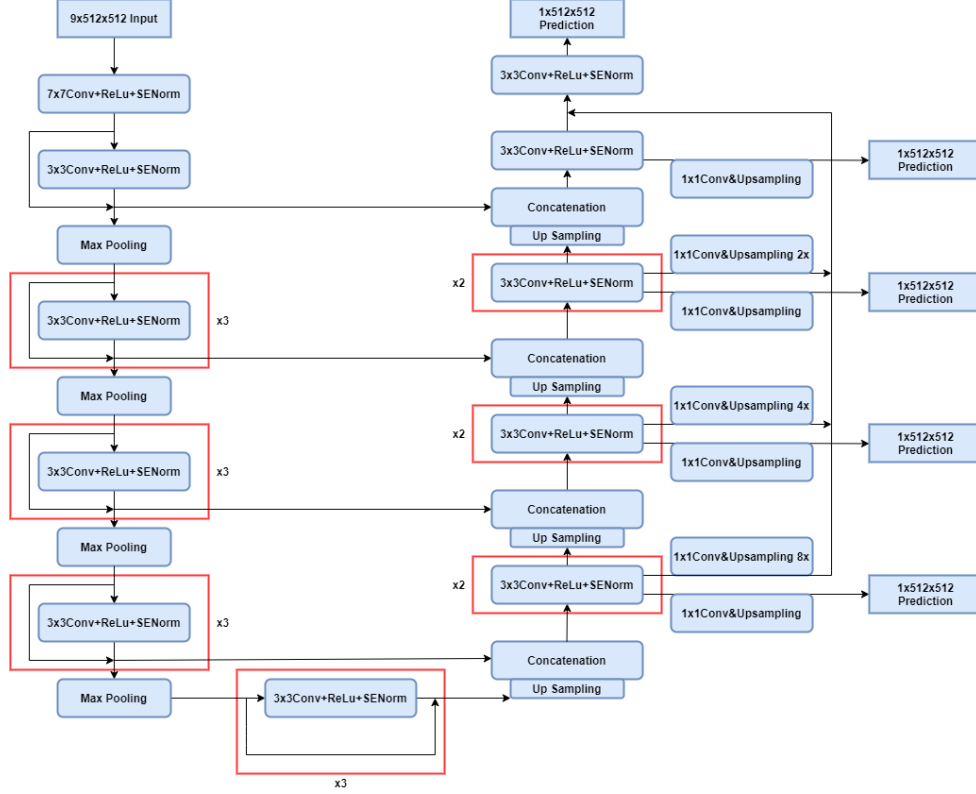 9x512x512 Input
7x7Conv+ReLu+SENorm
3x3Conv+ReLu+SENorm
Max Pooling
3x3Conv+ReLu+SENorm
x3
Max Pooling
3x3Conv+ReLu+SENorm
x3
Max Pooling
3x3Conv+ReLu+SENorm
x3
Max Pooling
3x3Conv+ReLu+SENorm
x3
1x512x512
Prediction
3x3Conv+ReLu+SENorm
3x3Conv+ReLu+SENorm
1x1Conv&Upsampling
1x512x512
Prediction
Concatenation
Up Sampling
x2
3x3Conv+ReLu+SENorm
1x1Conv&Upsampling 2x
1x1Conv&Upsampling
1x512x512
Prediction
Concatenation
Up Sampling
x2
3x3Conv+ReLu+SENorm
1x1Conv&Upsampling 4x
1x1Conv&Upsampling
1x512x512
Prediction
Concatenation
Up Sampling
x2
3x3Conv+ReLu+SENorm
1x1Conv&Upsampling 8x
1x1Conv&Upsampling
1x512x512
Prediction
Concatenation
Up Sampling